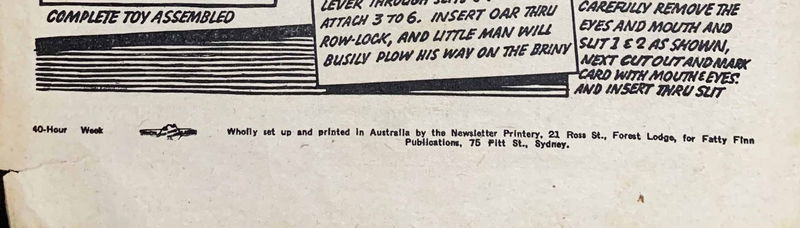 COMPLETE TOY ASSEMBLED
LEVER THROUGH
ATTACH 3 TO 6. INSERT OAR THRU
ROW-LOCK, AND LITTLE MAN WILL
BUSILY PLOW HIS WAY ON THE BRINY
CAREFULLY REMOVE THE
EYES AND MOUTH AND
SLIT 1 & 2 AS SHOWN,
NEXT CUT OUT AND MARK
CARD WITH MOUTH & EYES.
AND INSERT THRU SLIT
40-Hour Week
Wholly set up and printed in Australia by the Newsletter Printery, 21 Ross St., Forest Lodge, for Fatty Finn
Publications, 75 Pitt St., Sydney.